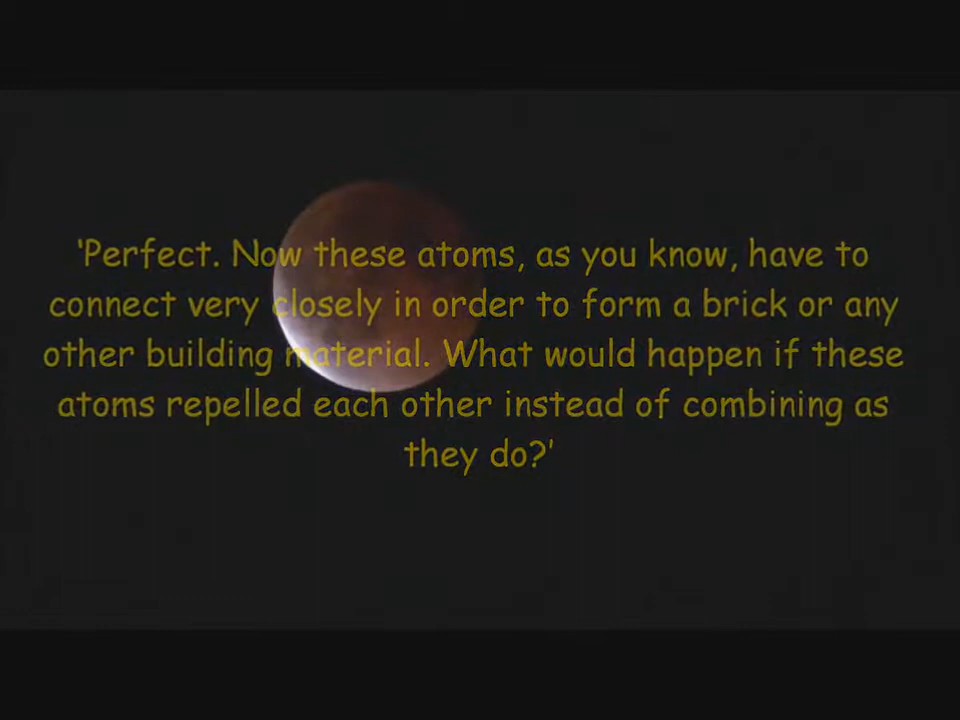 ‘Perfect. Now these atoms, as you know, have to
connect very closely in order to form a brick or any
other building material. What would happen if these
atoms repelled each other instead of combining as
they do?’